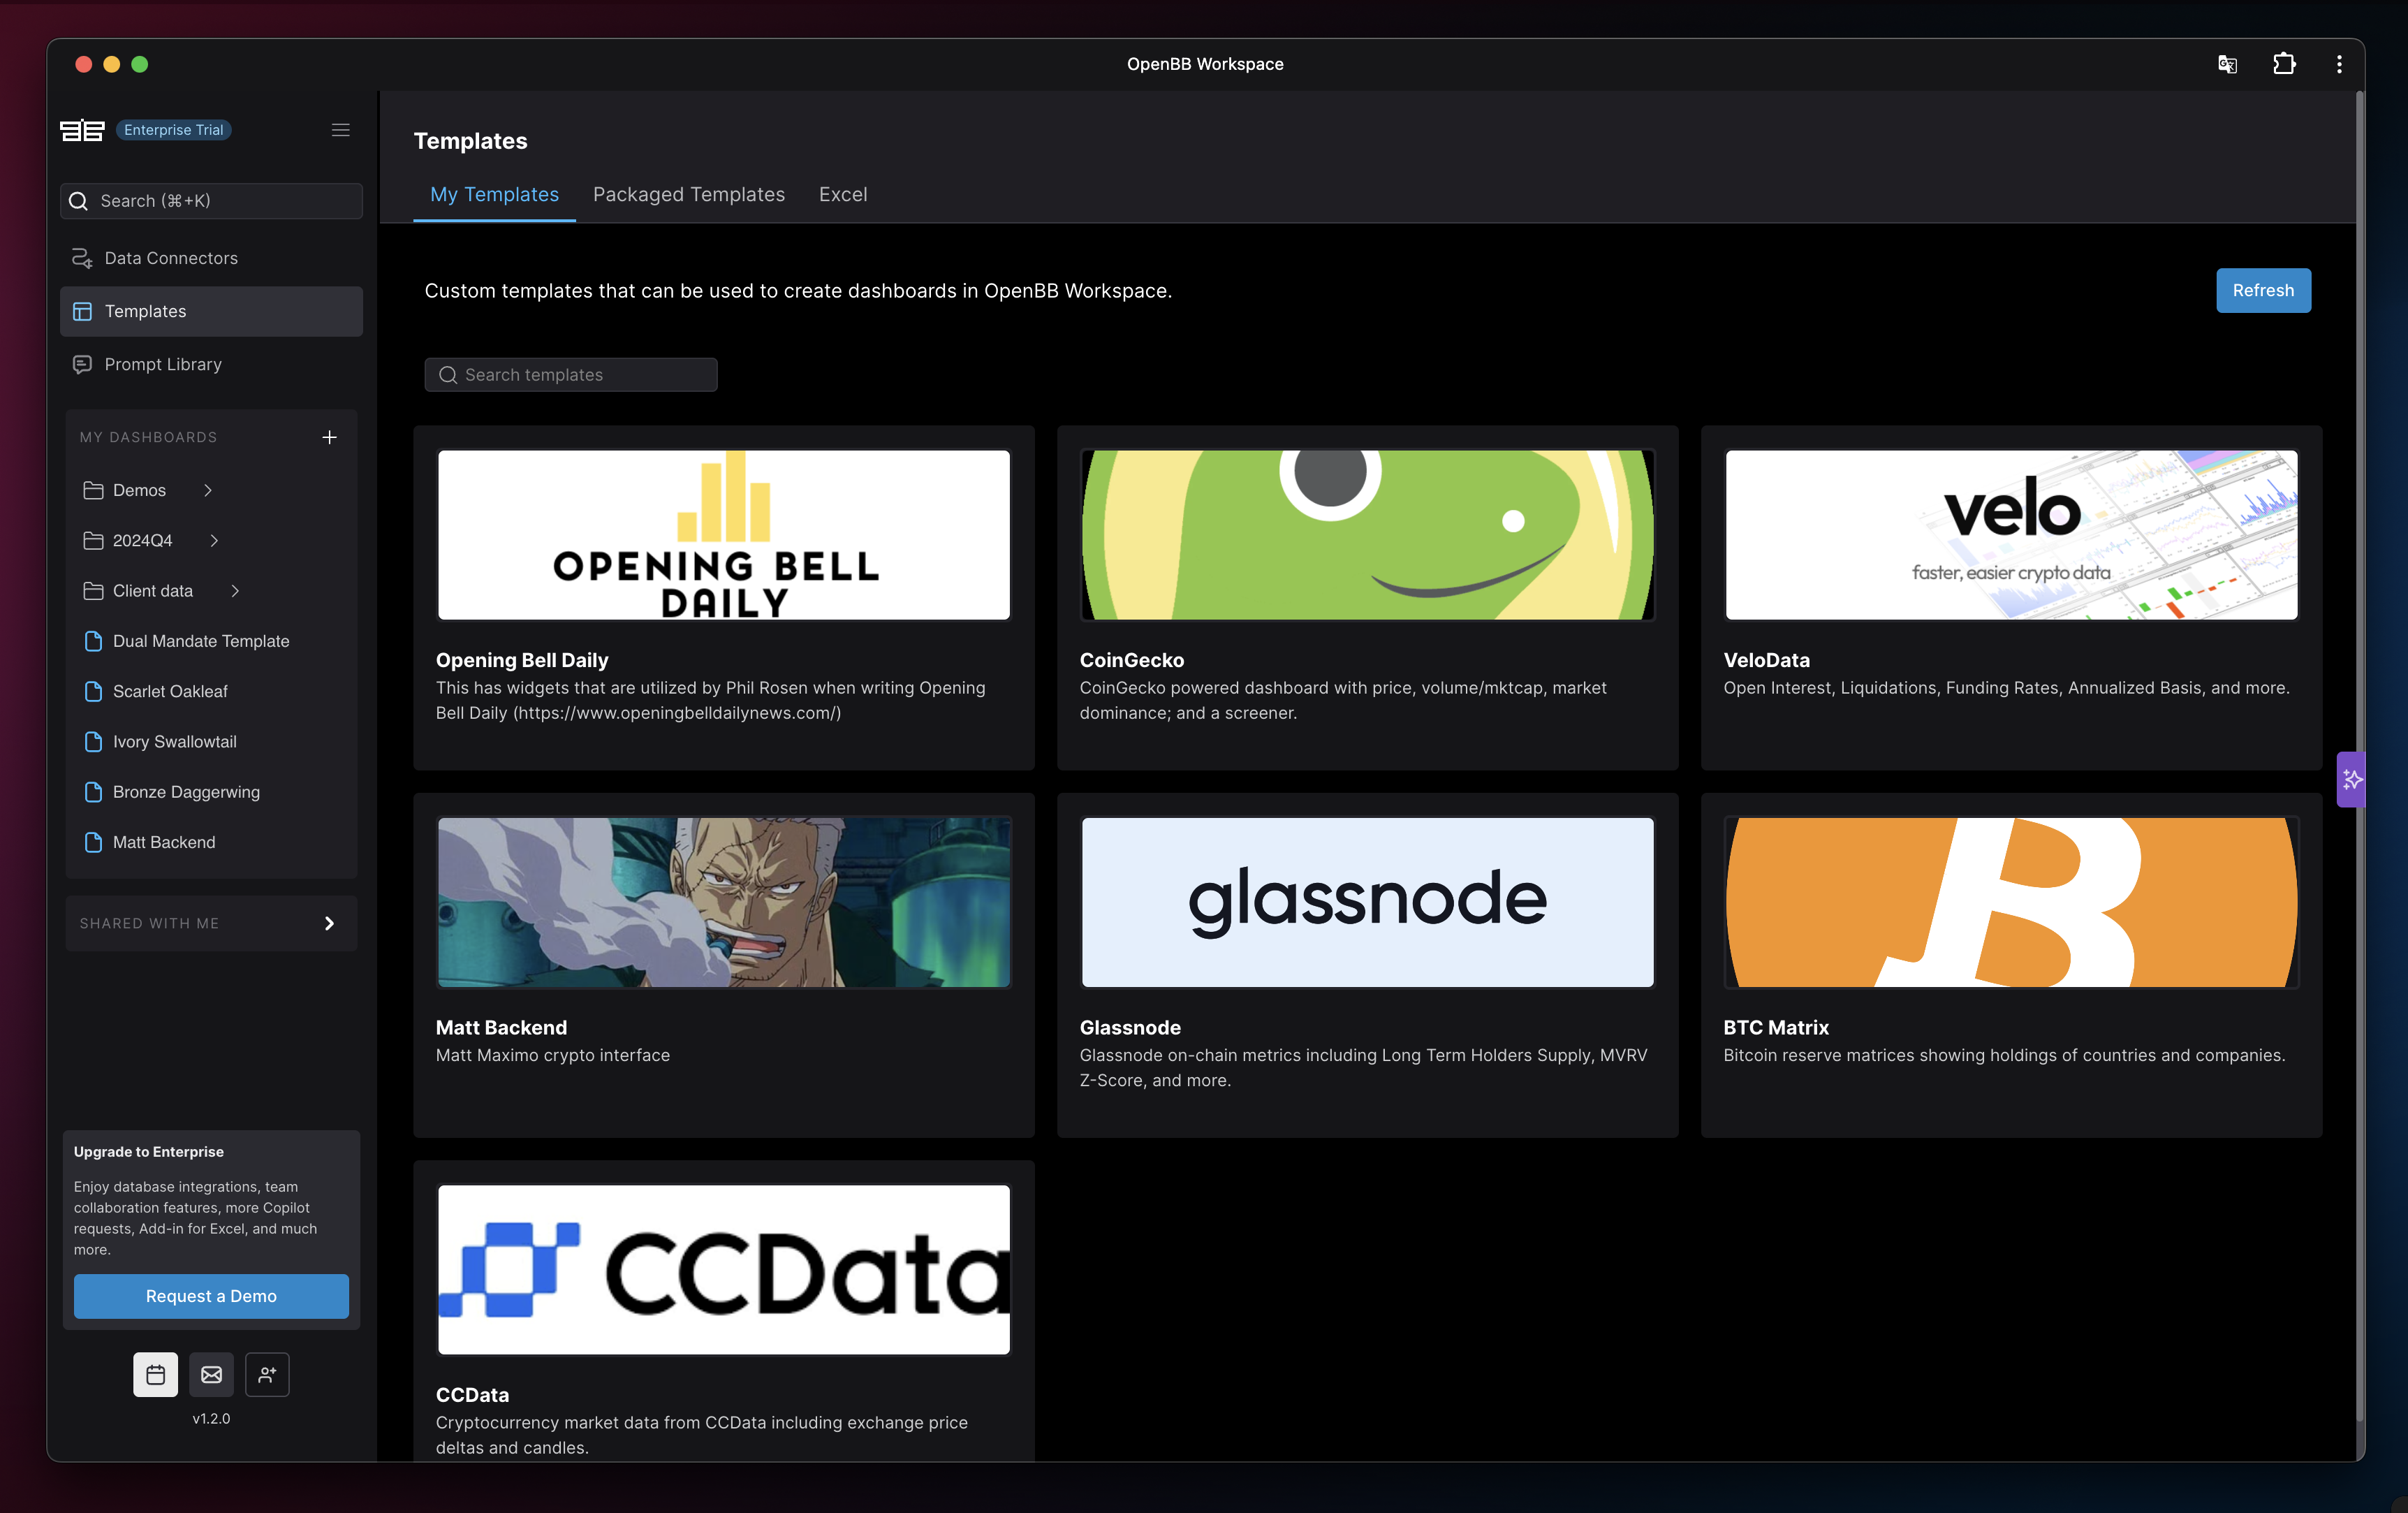 OpenBB Workspace
Enterprise Trial
Search (⌘+K)
Data Connectors
Templates
Prompt Library
MY DASHBOARDS
Demos
2024Q4
Client data
Dual Mandate Template
Scarlet Oakleaf
Ivory Swallowtail
Bronze Daggerwing
Matt Backend
SHARED WITH ME
Upgrade to Enterprise
Enjoy database integrations, team
collaboration features, more Copilot
requests, Add-in for Excel, and much
more.
Request a Demo
v1.2.0
Templates
My Templates Packaged Templates Excel
Custom templates that can be used to create dashboards in OpenBB Workspace.
Refresh
Search templates
OPENING BELL
DAILY
Opening Bell Daily
This has widgets that are utilized by Phil Rosen when writing Opening
Bell Daily (https://www.openingbelldailynews.com/)
CoinGecko
CoinGecko powered dashboard with price, volume/mktcap, market
dominance; and a screener.
velo
faster, easier crypto data
VeloData
Open Interest, Liquidations, Funding Rates, Annualized Basis, and more.
Matt Backend
Matt Maximo crypto interface
glassnode
Glassnode
Glassnode on-chain metrics including Long Term Holders Supply, MVRV
Z-Score, and more.
BTC Matrix
Bitcoin reserve matrices showing holdings of countries and companies.
CCData
CCData
Cryptocurrency market data from CCData including exchange price
deltas and candles.